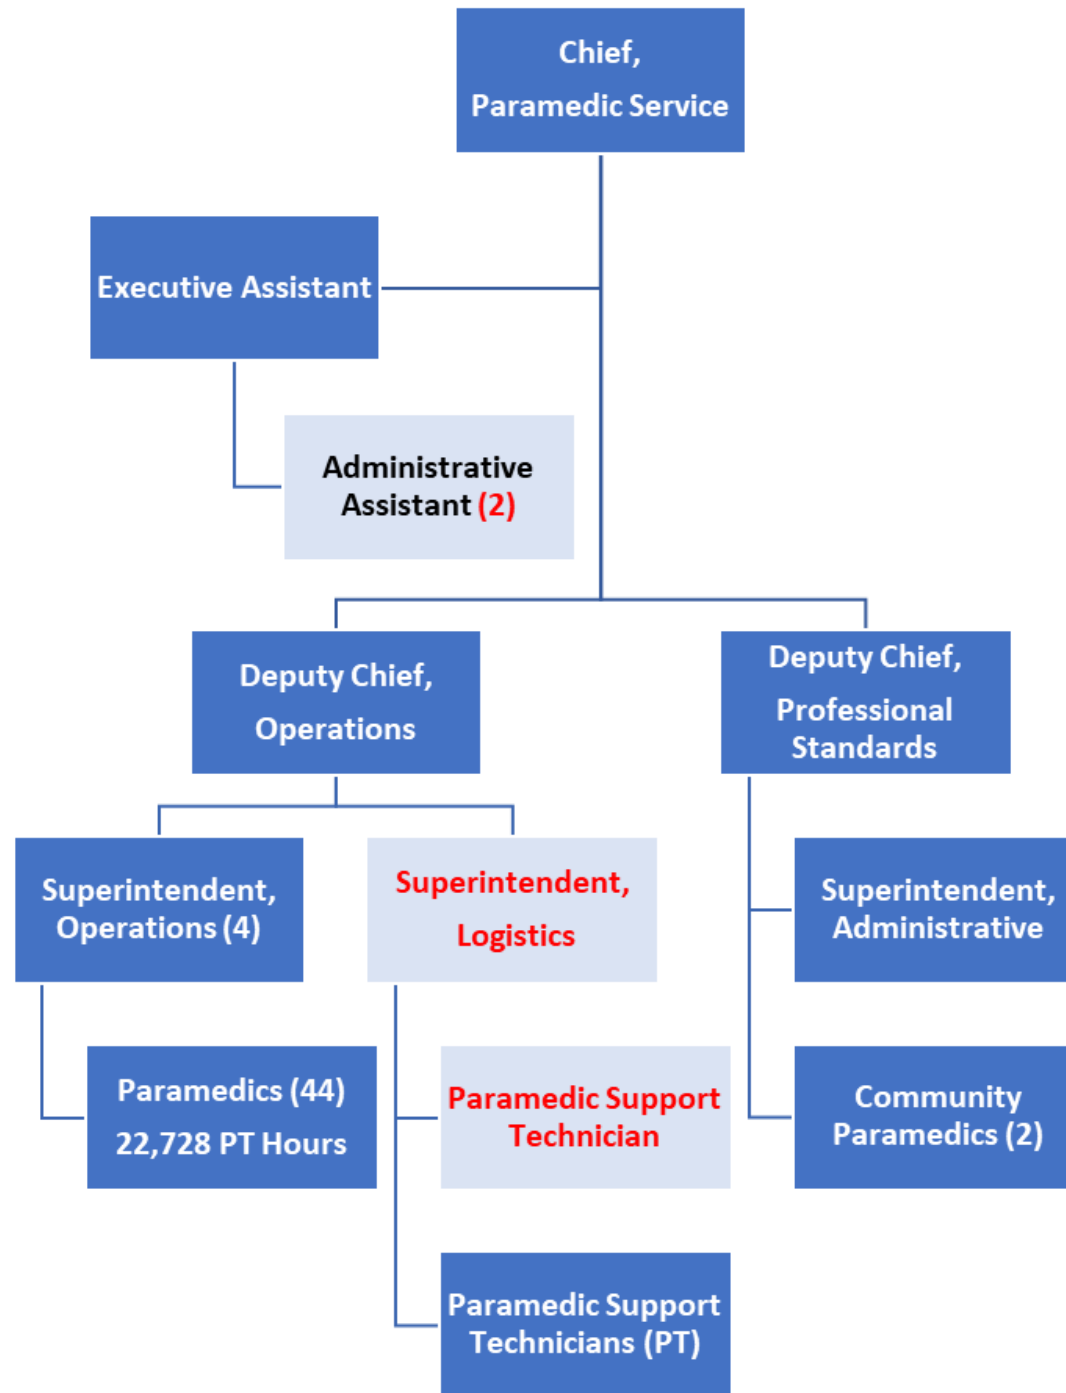 Chief,
Paramedic Service
Executive Assistant
Administrative
Assistant (2)
Deputy Chief,
Operations
Deputy Chief,
Professional
Standards
Superintendent,
Operations (4)
Superintendent,
Logistics
Superintendent,
Administrative
Paramedics (44)
22,728 PT Hours
Paramedic Support
Technician
Community
Paramedics (2)
Paramedic Support
Technicians (PT)